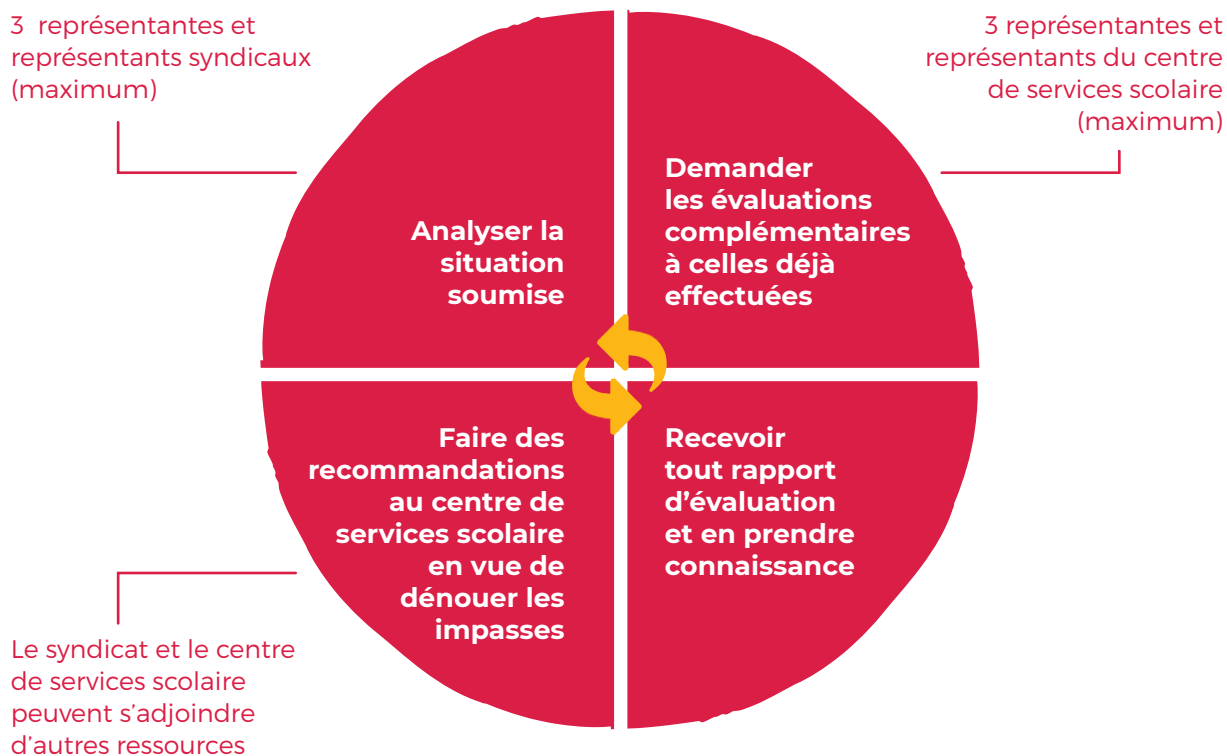 3 représentantes et
représentants syndicaux
(maximum)
3 représentantes et
représentants du centre
de services scolaire
(maximum)
Analyser la
situation
soumise
Demander
les évaluations
complémentaires
à celles déjà
effectuées
Faire des
recommandations
au centre de
services scolaire
en vue de
dénouer les
impasses
Recevoir
tout rapport
d’évaluation
et en prendre
connaissance
Le syndicat et le centre
de services scolaire
peuvent s’adjoindre
d’autres ressources